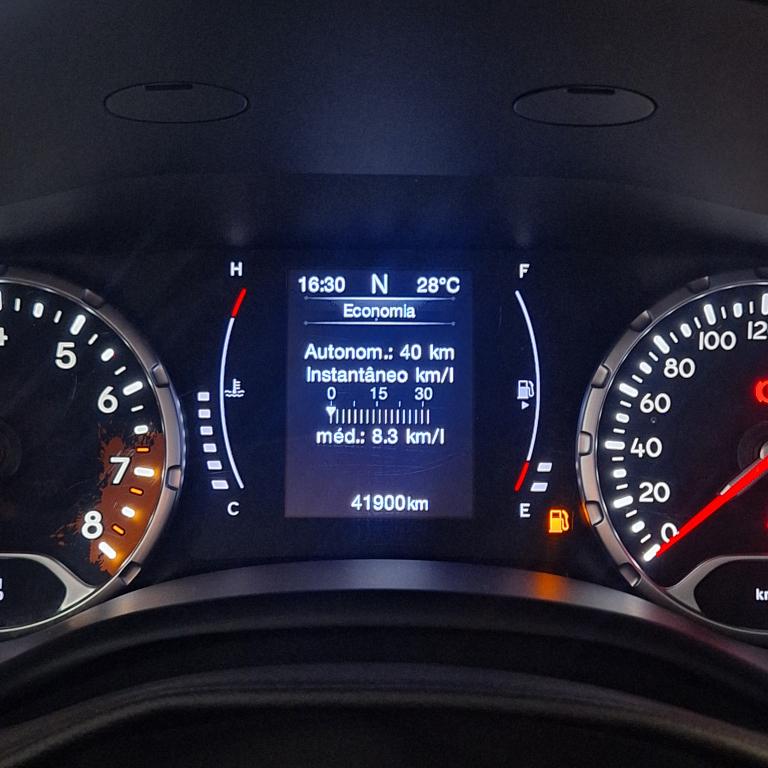 H
F
16:30 N 28°C
Economia
Autonom.: 40 km
Instantâneo km/l
0 15 30
méd.: 8.3 km/l
41900km
C
E
5
6
7
8
0
20
40
60
80
100